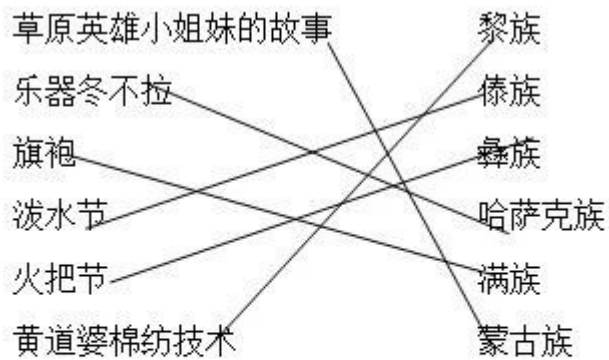 草原英雄小姐妹的故事 黎族
乐器冬不拉 傣族
旗袍 彝族
泼水节 哈萨克族
火把节 满族
黄道婆棉纺技术 蒙古族